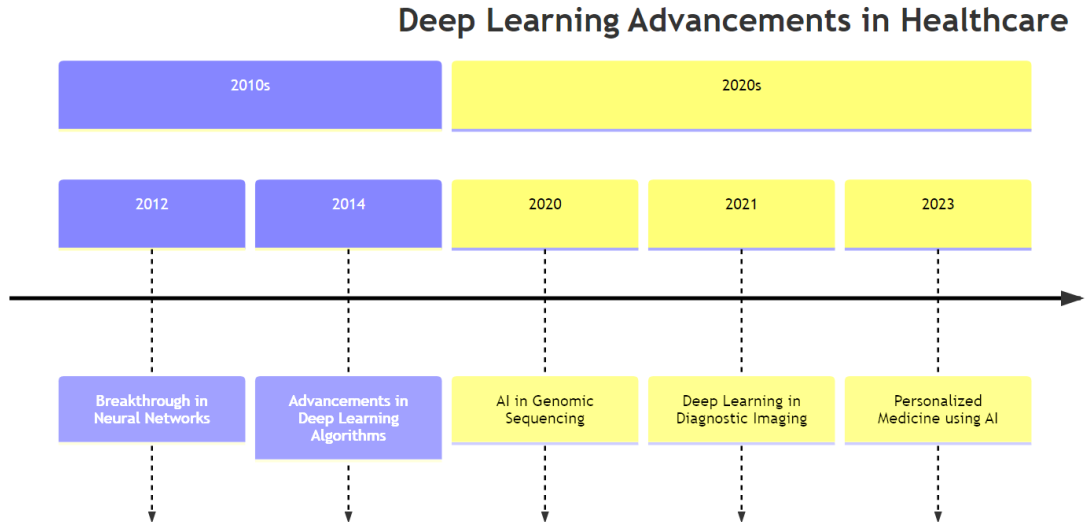 Deep Learning Advancements in Healthcare
2010s
2020s
2012
2014
2020
2021
2023
Breakthrough in
Neural Networks
Advancements in
Deep Learning
Algorithms
AI in Genomic
Sequencing
Deep Learning in
Diagnostic Imaging
Personalized
Medicine using AI